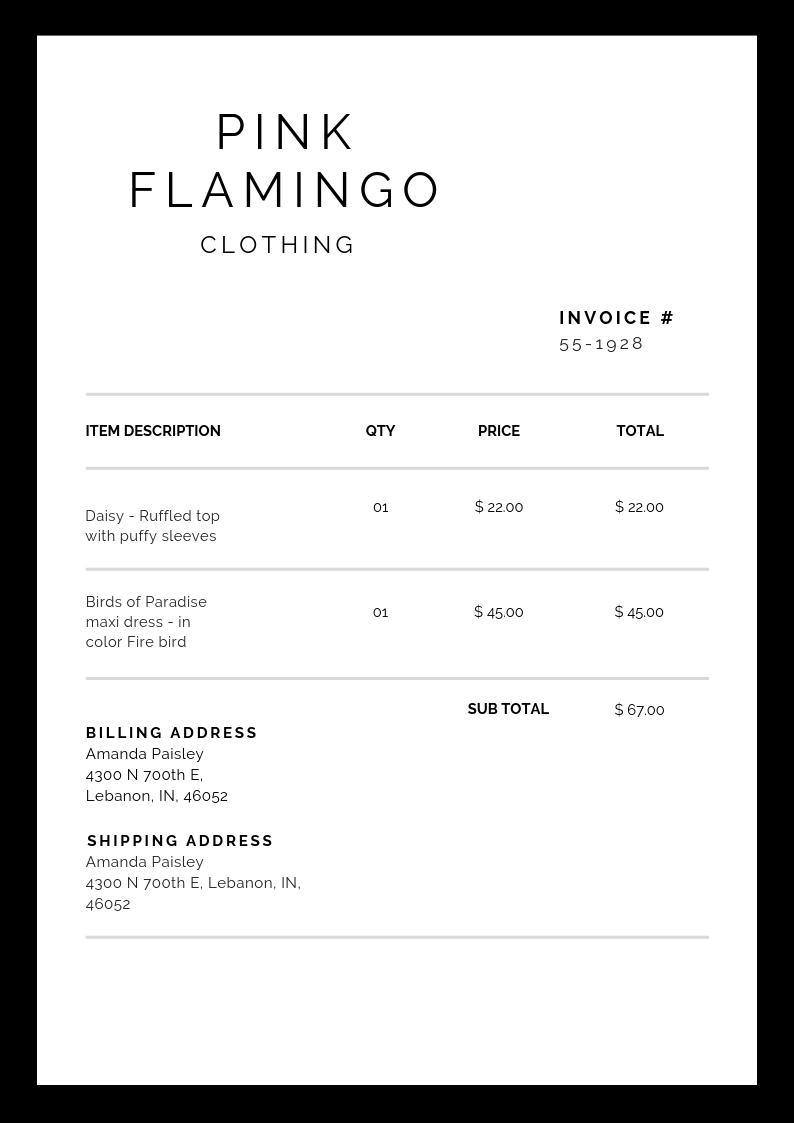 PINK
FLAMINGO
CLOTHING
INVOICE #
55-1928
ITEM DESCRIPTION QTY PRICE TOTAL
Daisy - Ruffled top
with puffy sleeves
01 $ 22.00 $ 22.00
Birds of Paradise
maxi dress - in
color Fire bird
01 $ 45.00 $ 45.00
SUB TOTAL $ 67.00
BILLING ADDRESS
Amanda Paisley
4300 N 700th E,
Lebanon, IN, 46052
SHIPPING ADDRESS
Amanda Paisley
4300 N 700th E, Lebanon, IN,
46052